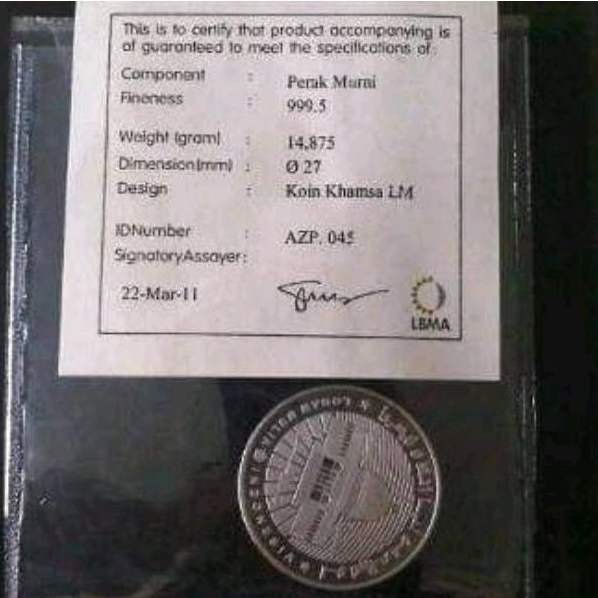 This is to certify that product accompanying is
of guaranteed to meet the specifications of:
Component : Perak Murni
Fineness : 999.5
Weight (gram) : 14,875
Dimension(mm) : Ø 27
Design : Koin Khamsa LM
IDNumber : AZP. 045
SignatoryAssayer:
22-Mar-11
LBMA
LOGAM MULIA